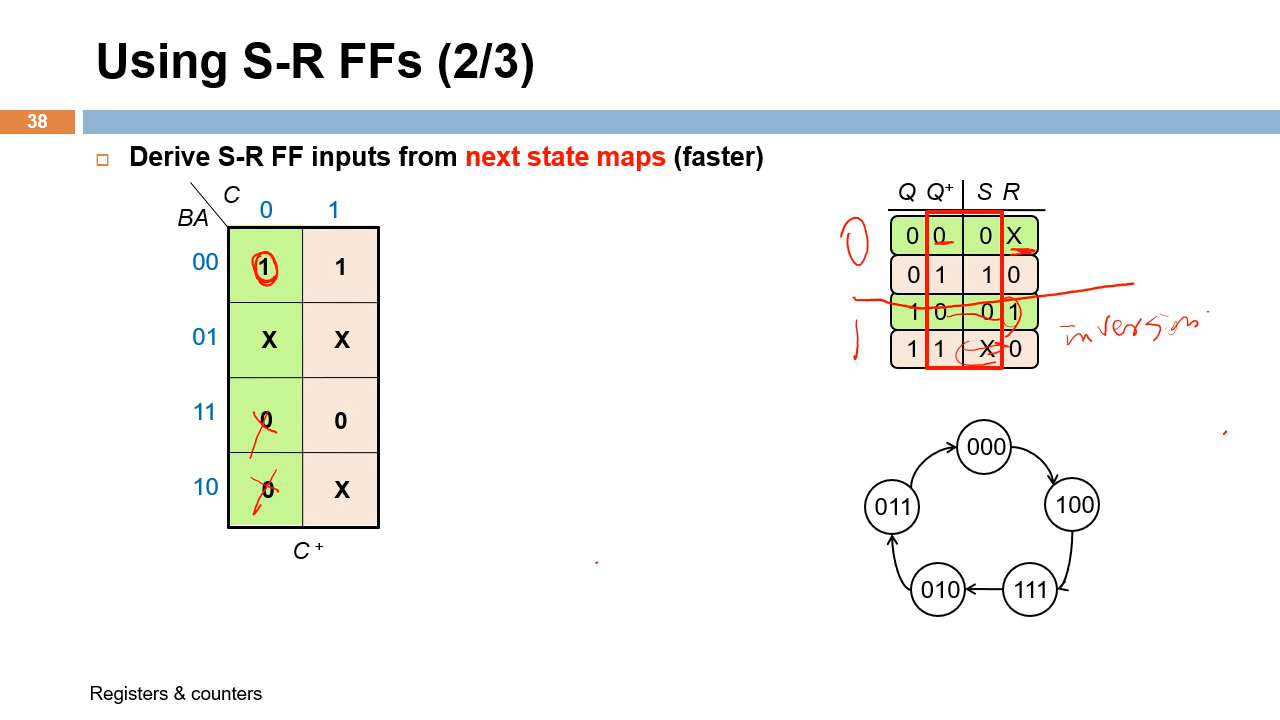 Using S-R FFs (2/3)
38
Derive S-R FF inputs from next state maps (faster)
C
BA
0 1
00 1 1
01 X X
11 0 0
10 0 X
C+
Q Q+ S R
0 0 0 X
0 1 1 0
1 0 0 1
1 1 X 0
0
1
inversion
000
011 100
010 111
Registers & counters